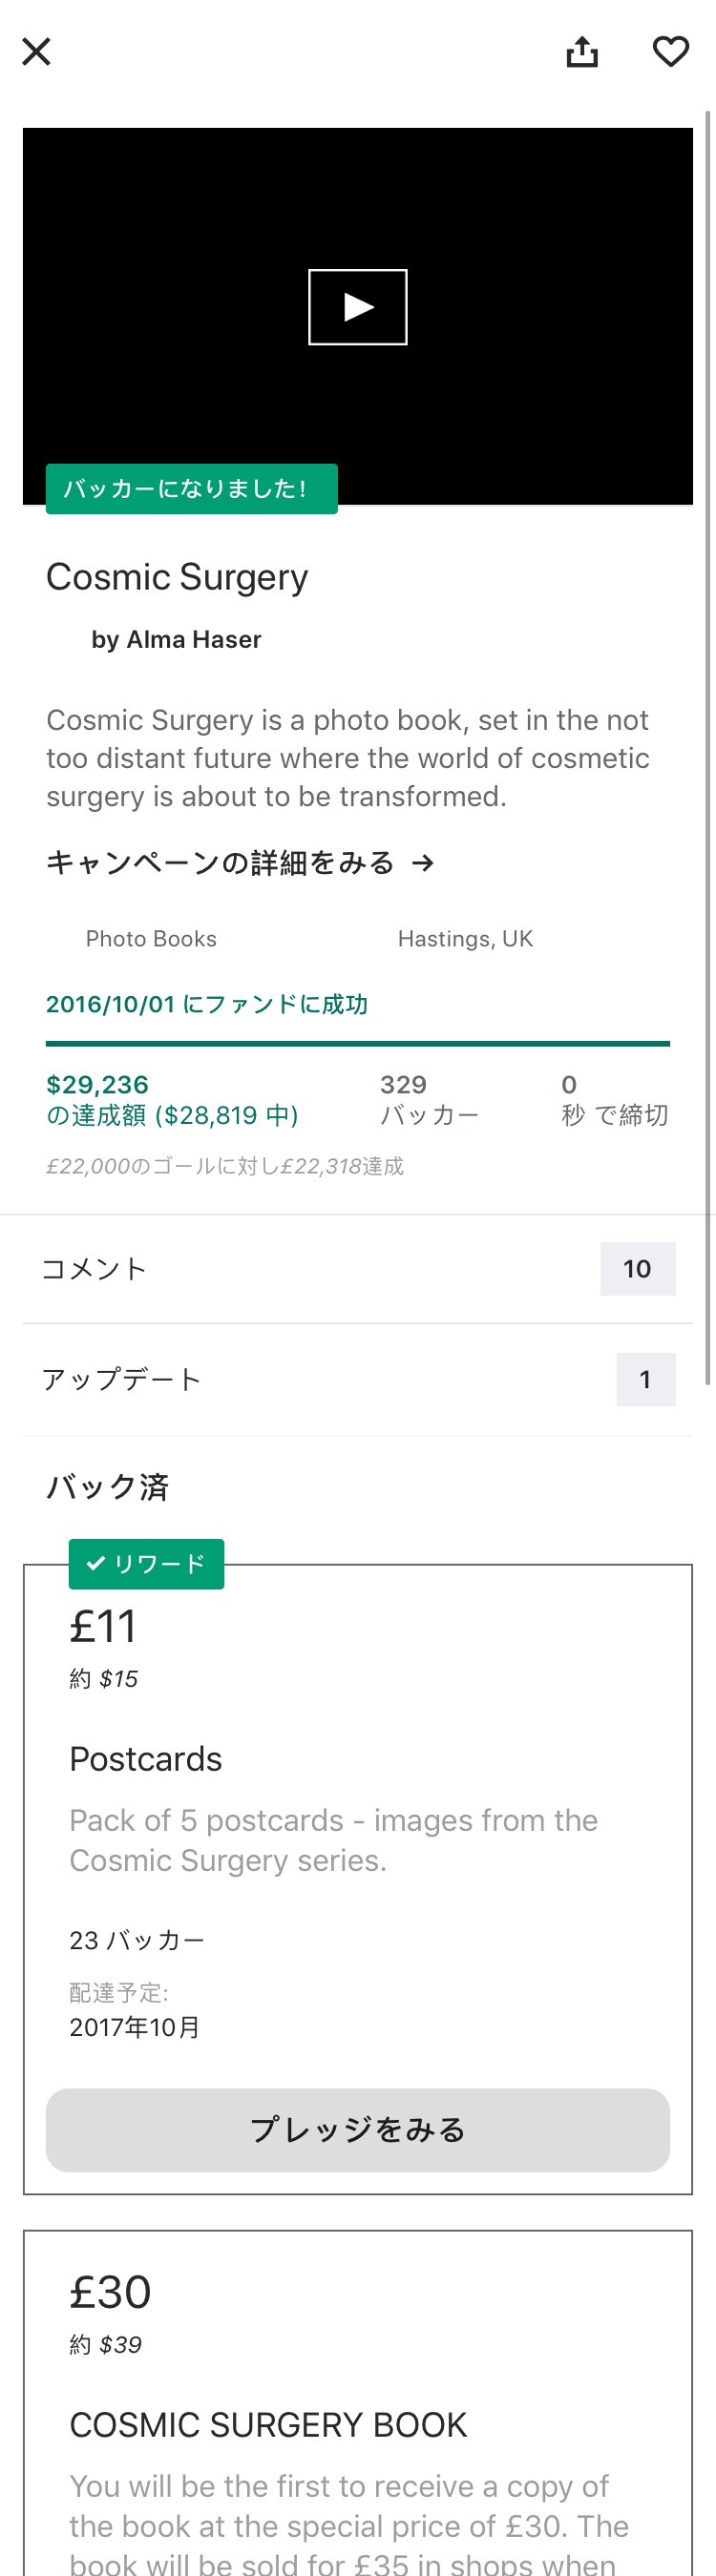 バッカーになりました!
Cosmic Surgery
by Alma Haser
Cosmic Surgery is a photo book, set in the not
too distant future where the world of cosmetic
surgery is about to be transformed.
キャンペーンの詳細をみる →
Photo Books
Hastings, UK
2016/10/01 にファンドに成功
$29,236
の達成額 ($28,819 中)
329
バッカー
0
秒 で締切
£22,000のゴールに対し£22,318達成
コメント
10
アップデート
1
バック済
✓ リワード
£11
約 $15
Postcards
Pack of 5 postcards - images from the
Cosmic Surgery series.
23 バッカー
配達予定:
2017年10月
プレッジをみる
£30
約 $39
COSMIC SURGERY BOOK
You will be the first to receive a copy of
the book at the special price of £30. The
book will be sold for £35 in shops when